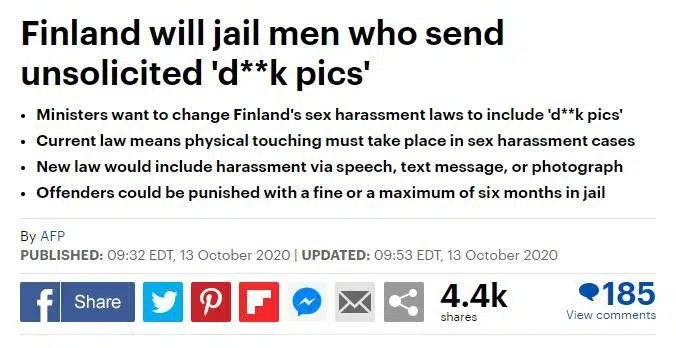 Finland will jail men who send
unsolicited 'd**k pics'
• Ministers want to change Finland's sex harassment laws to include 'd**k pics'
• Current law means physical touching must take place in sex harassment cases
• New law would include harassment via speech, text message, or photograph
• Offenders could be punished with a fine or a maximum of six months in jail
By AFP
PUBLISHED: 09:32 EDT, 13 October 2020 | UPDATED: 09:53 EDT, 13 October 2020
f Share
4.4k
shares
185
View comments